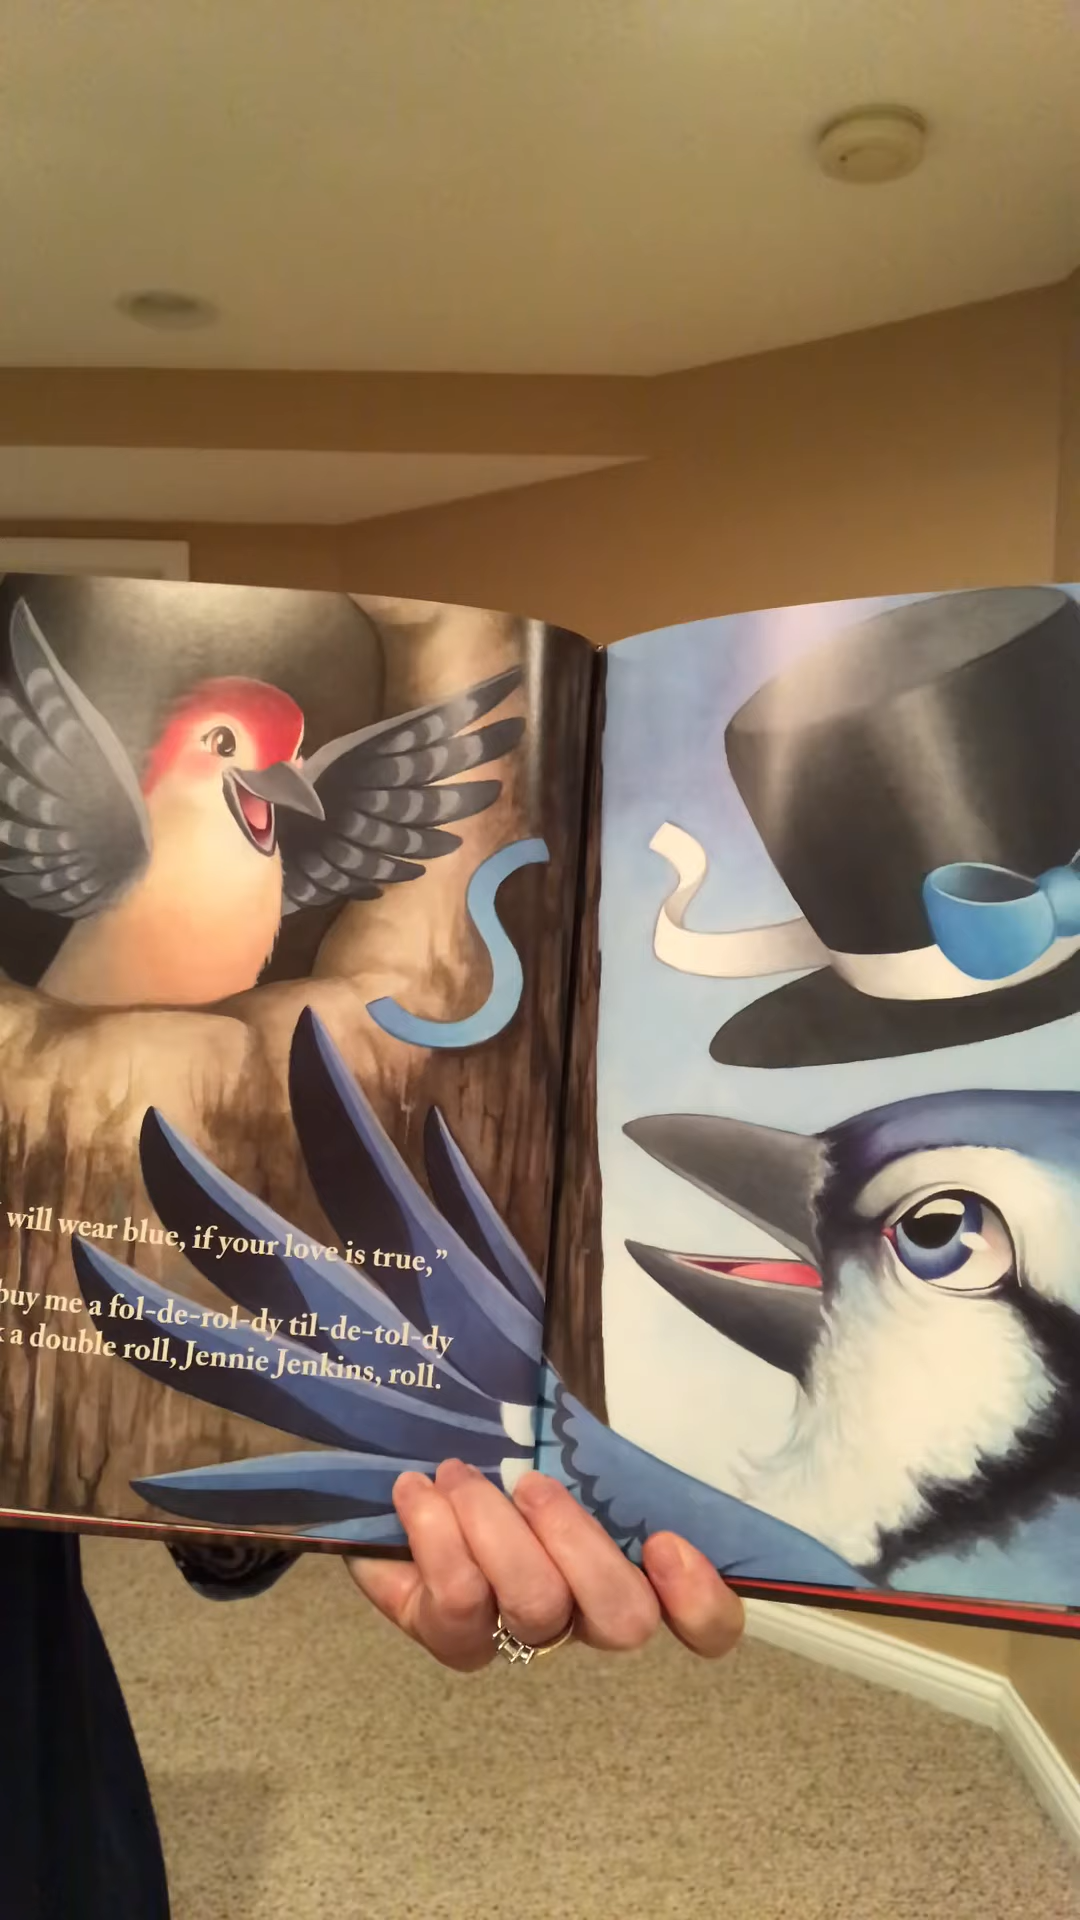 will wear blue, if your love is true,”
buy me a fol-de-rol-dy til-de-tol-dy
a double roll, Jennie Jenkins, roll.